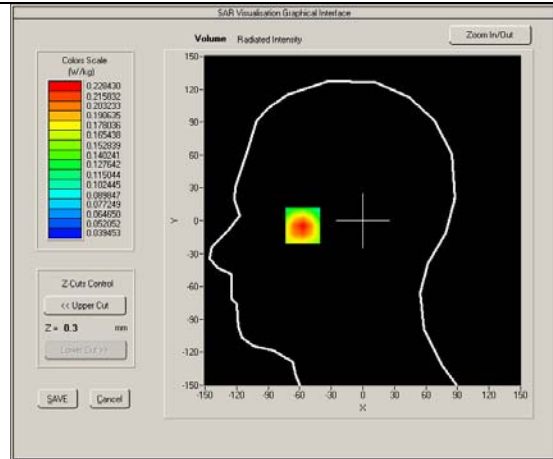 SAR Visualisation Graphical Interface
Volume Radiated Intensity
Zoom In/Out
Colors Scale
(W/kg)
0.228430
0.215832
0.203233
0.190635
0.178036
0.165438
0.152839
0.140241
0.127642
0.115044
0.102445
0.089847
0.077249
0.064650
0.052052
0.039453
Z-Cuts Control
<< Upper Cut
Z = 0.3 mm
Lower Cut >>
SAVE Cancel
150-
120-
90-
60-
30-
0-
-30-
-60-
-90-
-120-
-150-
Y
-150 -120 -90 -60 -30 0 30 60 90 120 150
X